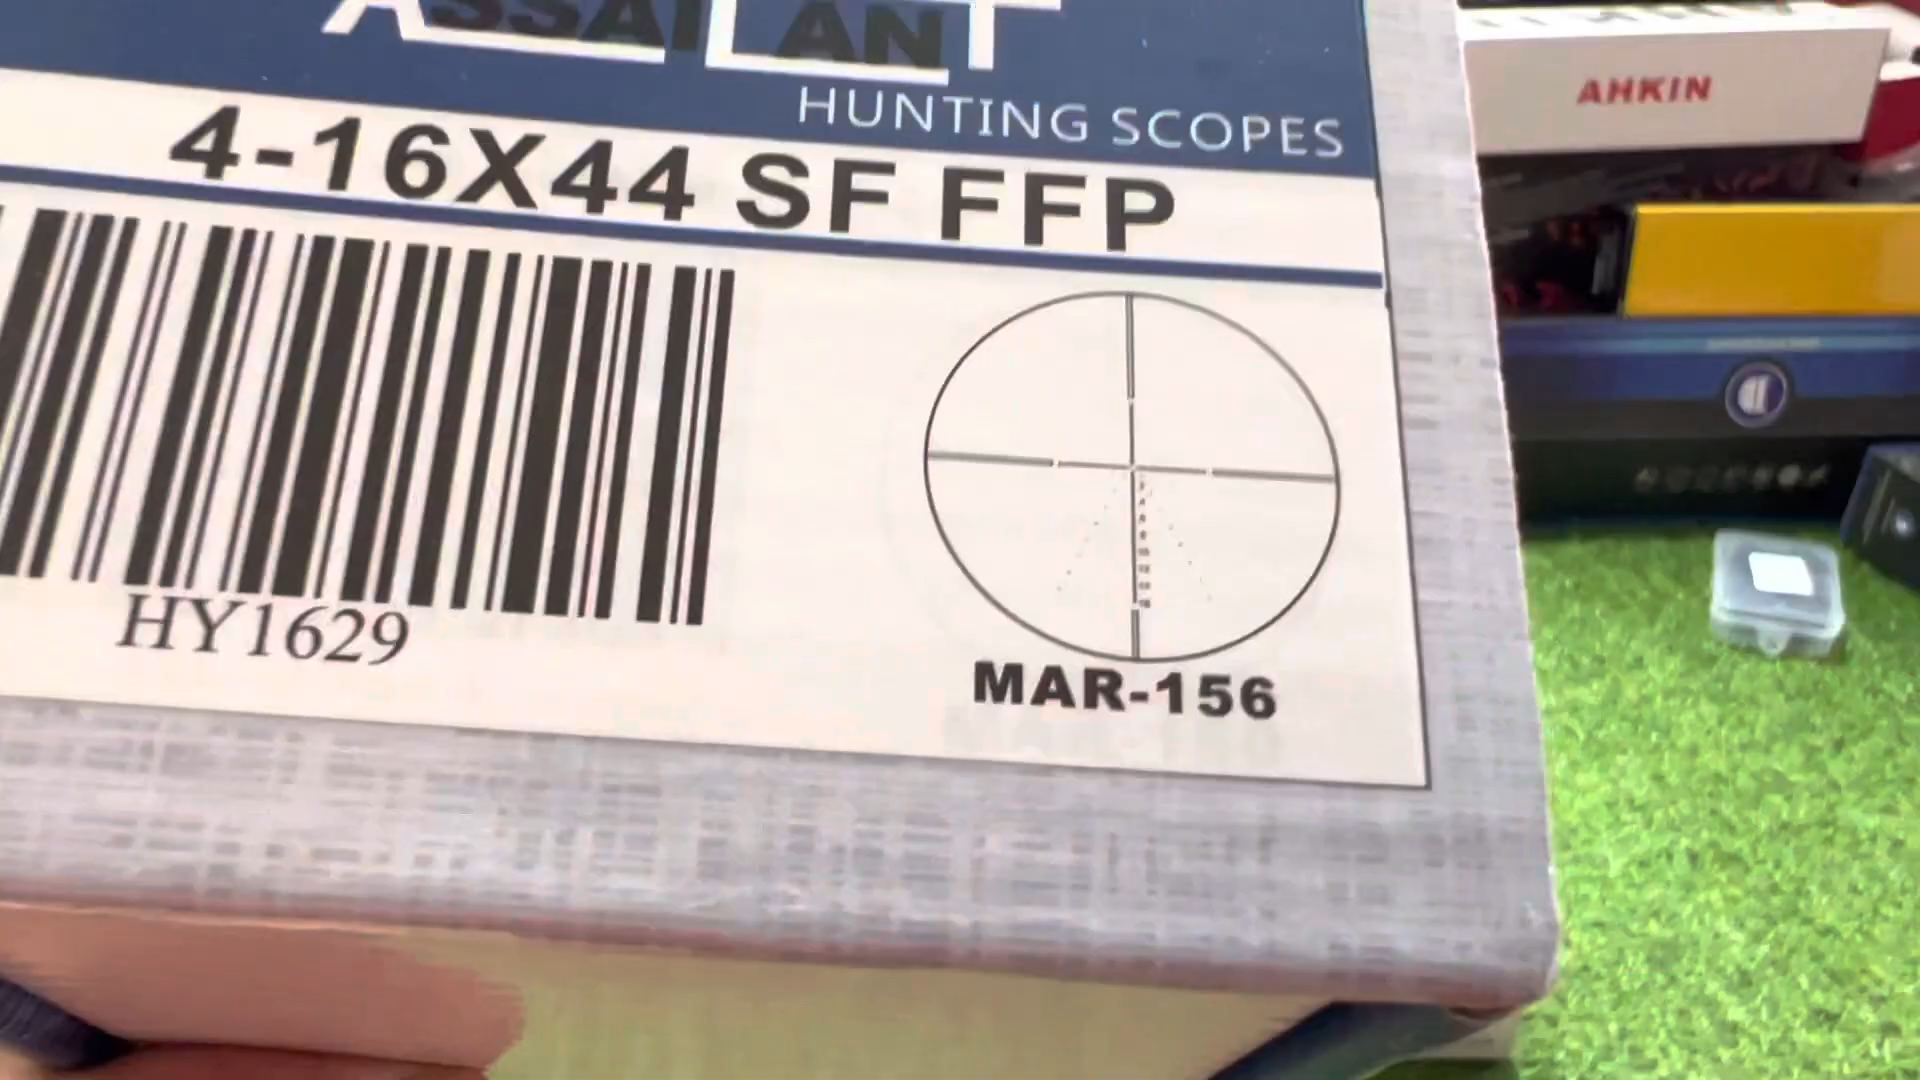 ASSAILANT
HUNTING SCOPES
4-16X44 SF FFP
HY1629
MAR-156
AHKIN